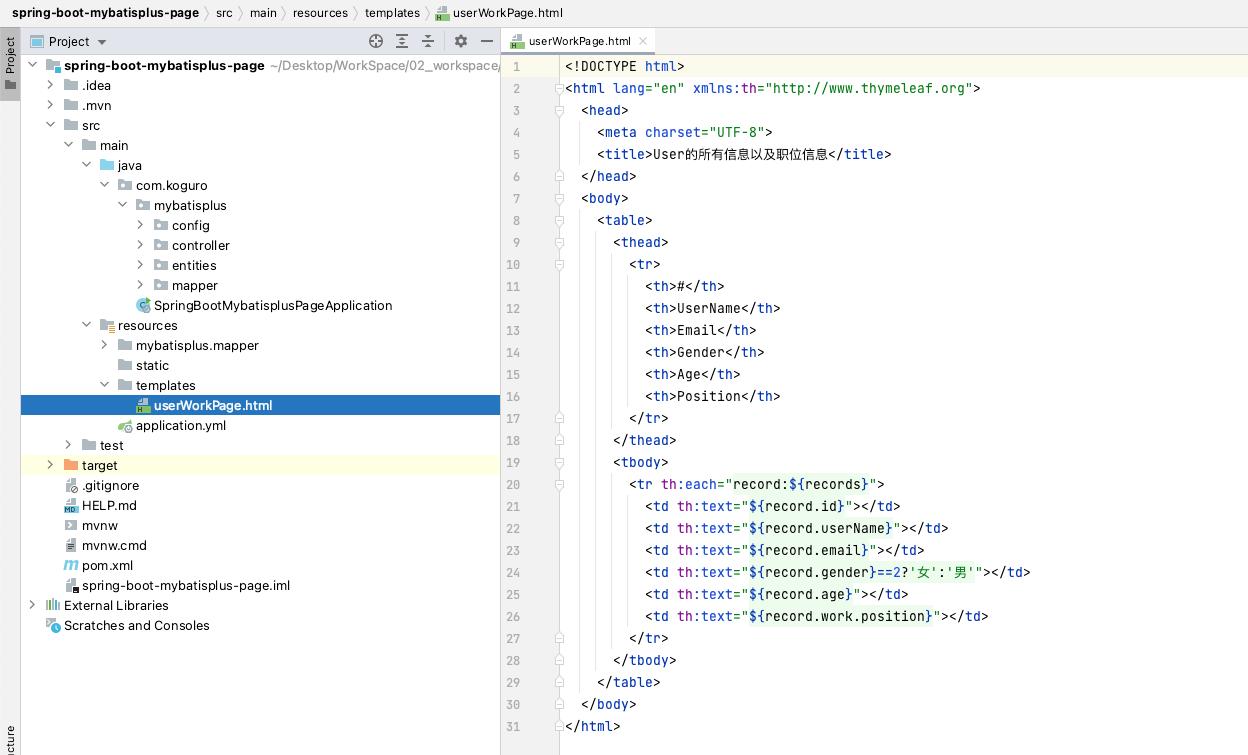 spring-boot-mybatisplus-page 〉 src 〉 main 〉 resources 〉 templates 〉 userWorkPage.html
Project
Project
userWorkPage.html
spring-boot-mybatisplus-page ~/Desktop/WorkSpace/02_workspace/
.idea
.mvn
src
main
java
com.koguro
mybatisplus
config
controller
entities
mapper
SpringBootMybatisplusPageApplication
resources
mybatisplus.mapper
static
templates
userWorkPage.html
application.yml
test
target
.gitignore
HELP.md
mvnw
mvnw.cmd
pom.xml
spring-boot-mybatisplus-page.iml
External Libraries
Scratches and Consoles
cture
1 <!DOCTYPE html>
2 <html lang="en" xmlns:th="http://www.thymeleaf.org">
3 <head>
4 <meta charset="UTF-8">
5 <title>User的所有信息以及职位信息</title>
6 </head>
7 <body>
8 <table>
9 <thead>
10 <tr>
11 <th>#</th>
12 <th>UserName</th>
13 <th>Email</th>
14 <th>Gender</th>
15 <th>Age</th>
16 <th>Position</th>
17 </tr>
18 </thead>
19 <tbody>
20 <tr th:each="record:${records}">
21 <td th:text="${record.id}"></td>
22 <td th:text="${record.userName}"></td>
23 <td th:text="${record.email}"></td>
24 <td th:text="${record.gender}==2?'女':'男'"></td>
25 <td th:text="${record.age}"></td>
26 <td th:text="${record.work.position}"></td>
27 </tr>
28 </tbody>
29 </table>
30 </body>
31 </html>